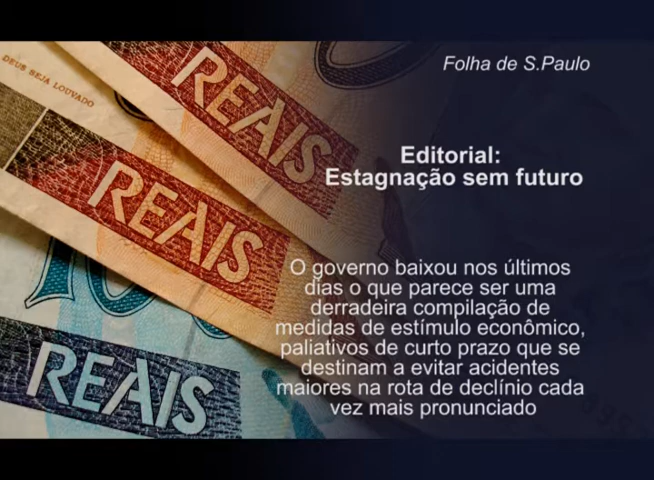 Folha de S.Paulo
DEUS SEJA LOUVADO
REAIS
REAIS
Editorial:
Estagnação sem futuro
O governo baixou nos últimos
dias o que parece ser uma
derradeira compilação de
medidas de estímulo econômico,
paliativos de curto prazo que se
destinam a evitar acidentes
maiores na rota de declínio cada
vez mais pronunciado
REAIS